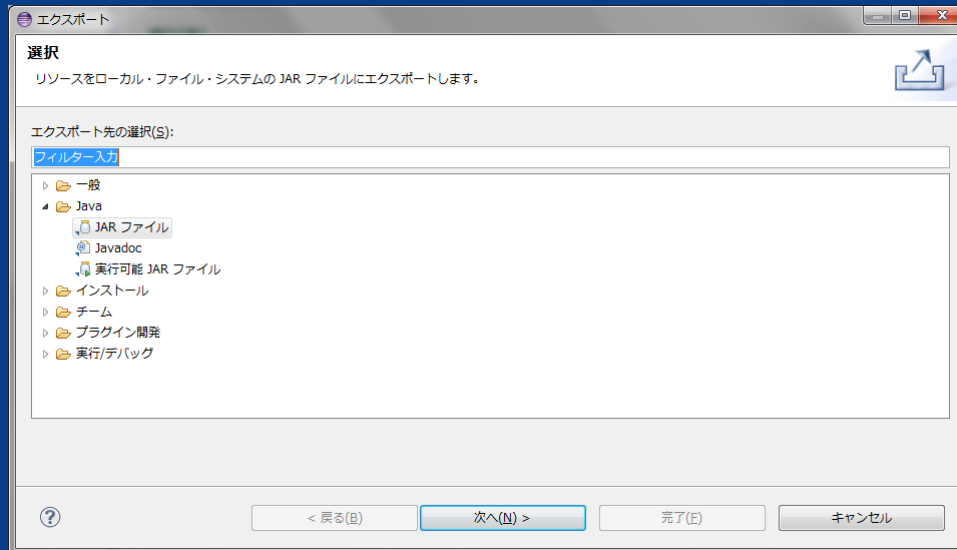 エクスポート
選択
リソースをローカル・ファイル・システムの JAR ファイルにエクスポートします。
エクスポート先の選択(S):
フィルター入力
一般
Java
JAR ファイル
Javadoc
実行可能 JAR ファイル
インストール
チーム
プラグイン開発
実行/デバッグ
< 戻る(B) 次へ(N) > 完了(F) キャンセル